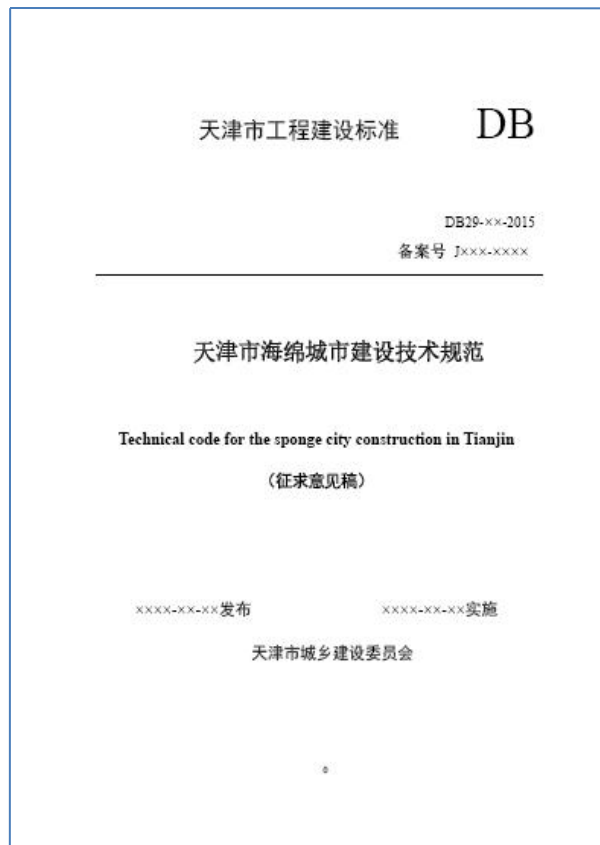 天津市工程建设标准 DB
DB29-××-2015
备案号 J×××-××××
天津市海绵城市建设技术规范
Technical code for the sponge city construction in Tianjin
（征求意见稿）
××××-××-××发布 ××××-××-××实施
天津市城乡建设委员会
0